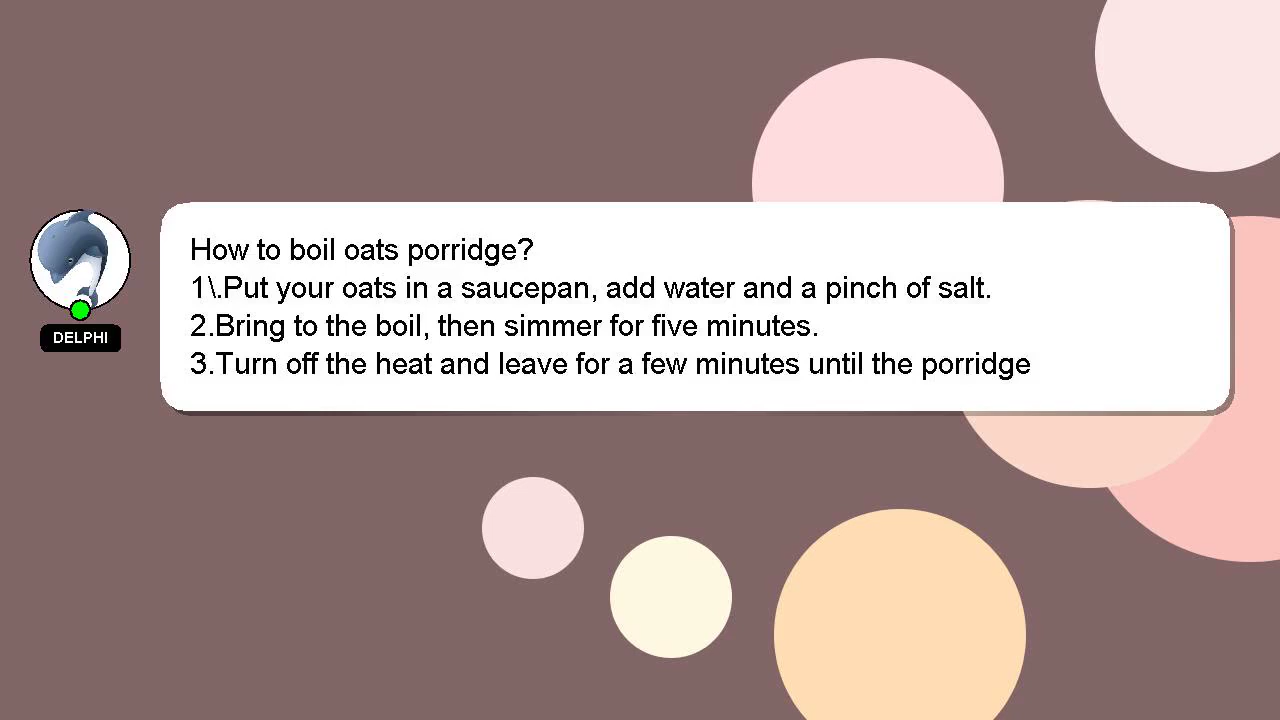 How to boil oats porridge?
1\.Put your oats in a saucepan, add water and a pinch of salt.
2.Bring to the boil, then simmer for five minutes.
3.Turn off the heat and leave for a few minutes until the porridge
DELPHI